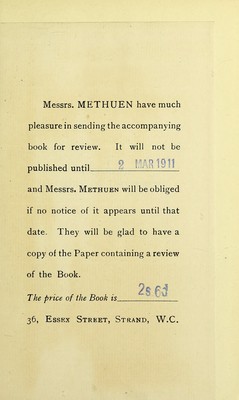 Messrs. METHUEN have much
pleasure in sending the accompanying
book for review. It will not be
published until 2 MAR 1911
and Messrs. METHUEN will be obliged
if no notice of it appears until that
date. They will be glad to have a
copy of the Paper containing a review
of the Book.
The price of the Book is 2s 6d
36, ESSEX STREET, STRAND, W.C.